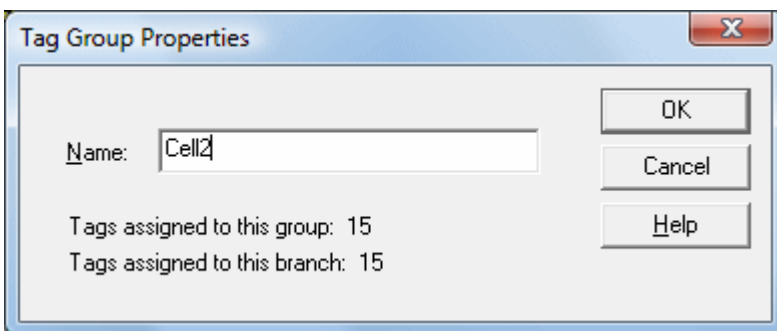 Tag Group Properties
OK
Name: Cell2
Cancel
Tags assigned to this group: 15
Help
Tags assigned to this branch: 15